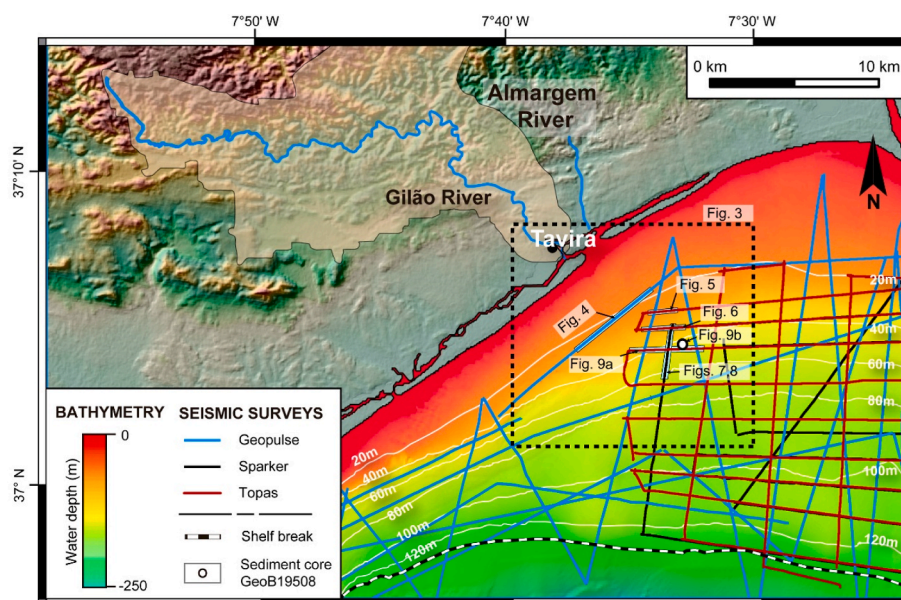 7°50' W
7°40' W
7°30' W
0 km
10 km
Almargem
River
37°10' N
Gilão River
N
Fig. 3
Tavira
20m
Fig. 5
Fig. 4
Fig. 6
40m
Fig. 9b
Fig. 9a
60m
Figs. 7,8
80m
BATHYMETRY
SEISMIC SURVEYS
0
Geopulse
Sparker
Topas
Water depth (m)
Shelf break
-250
Sediment core
GeoB19508
20m
40m
60m
80m
100m
100m
120m
120m
37° N